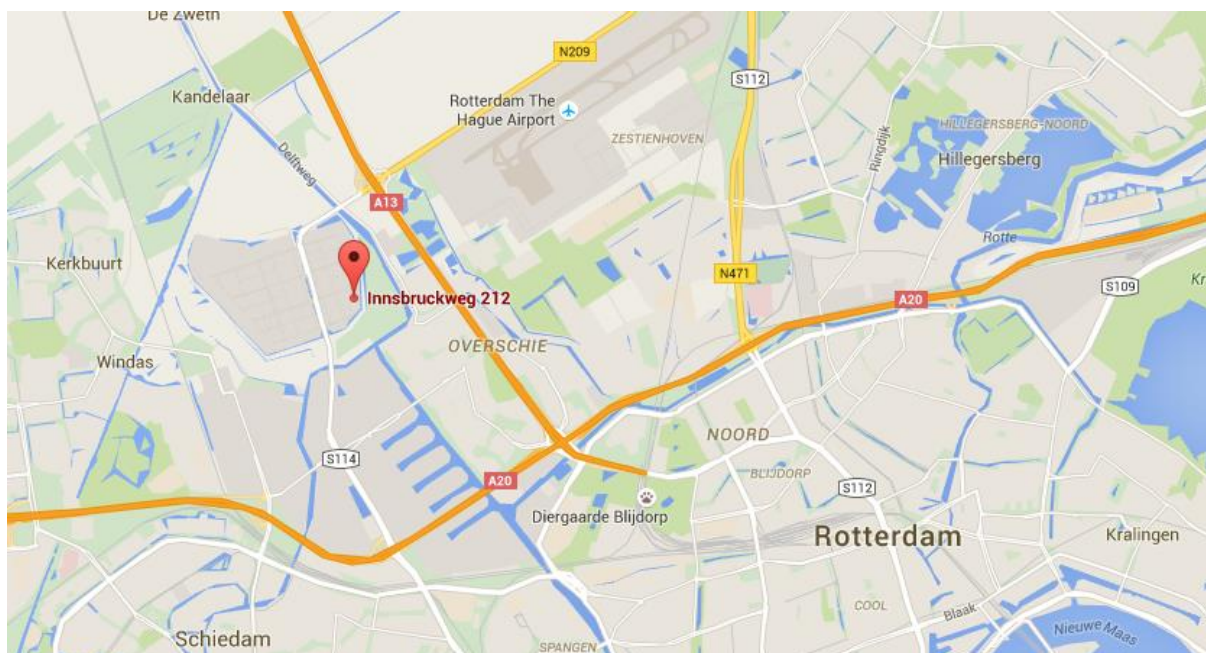 De Zweth
N209
S112
Kandelaar
Rotterdam The
Hague Airport
ZESTIENHOVEN
Ringdijk
HILLEGERSBERG-NOORD
Hillegersberg
Delftweg
A13
Rotte
Kerkbuurt
N471
Kr
S109
Innsbruckweg 212
A20
OVERSCHIE
Windas
NOORD
S114
BLIJDORP
A20
S112
Diergaarde Blijdorp
Rotterdam
Kralingen
COOL
Blaak
Nieuwe Maas
Schiedam
SPANGEN